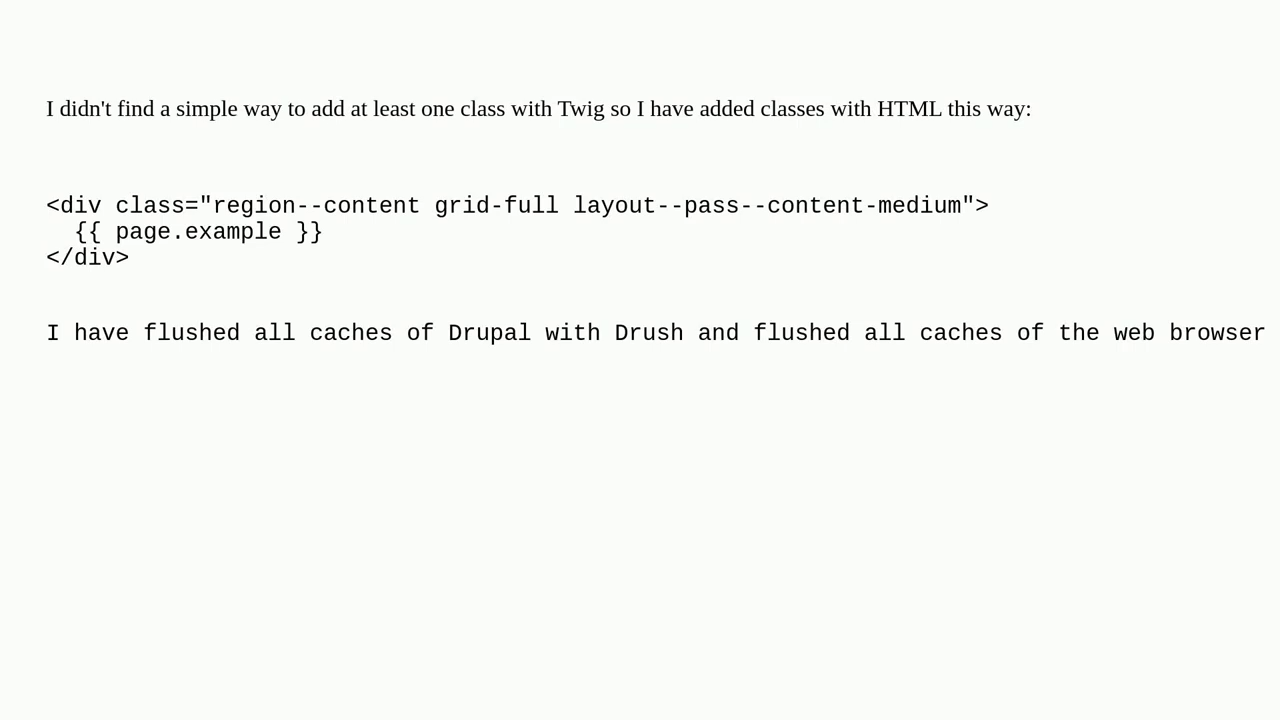 I didn't find a simple way to add at least one class with Twig so I have added classes with HTML this way:
<div class="region--content grid-full layout--pass--content-medium">
  {{ page.example }}
</div>
I have flushed all caches of Drupal with Drush and flushed all caches of the web browser